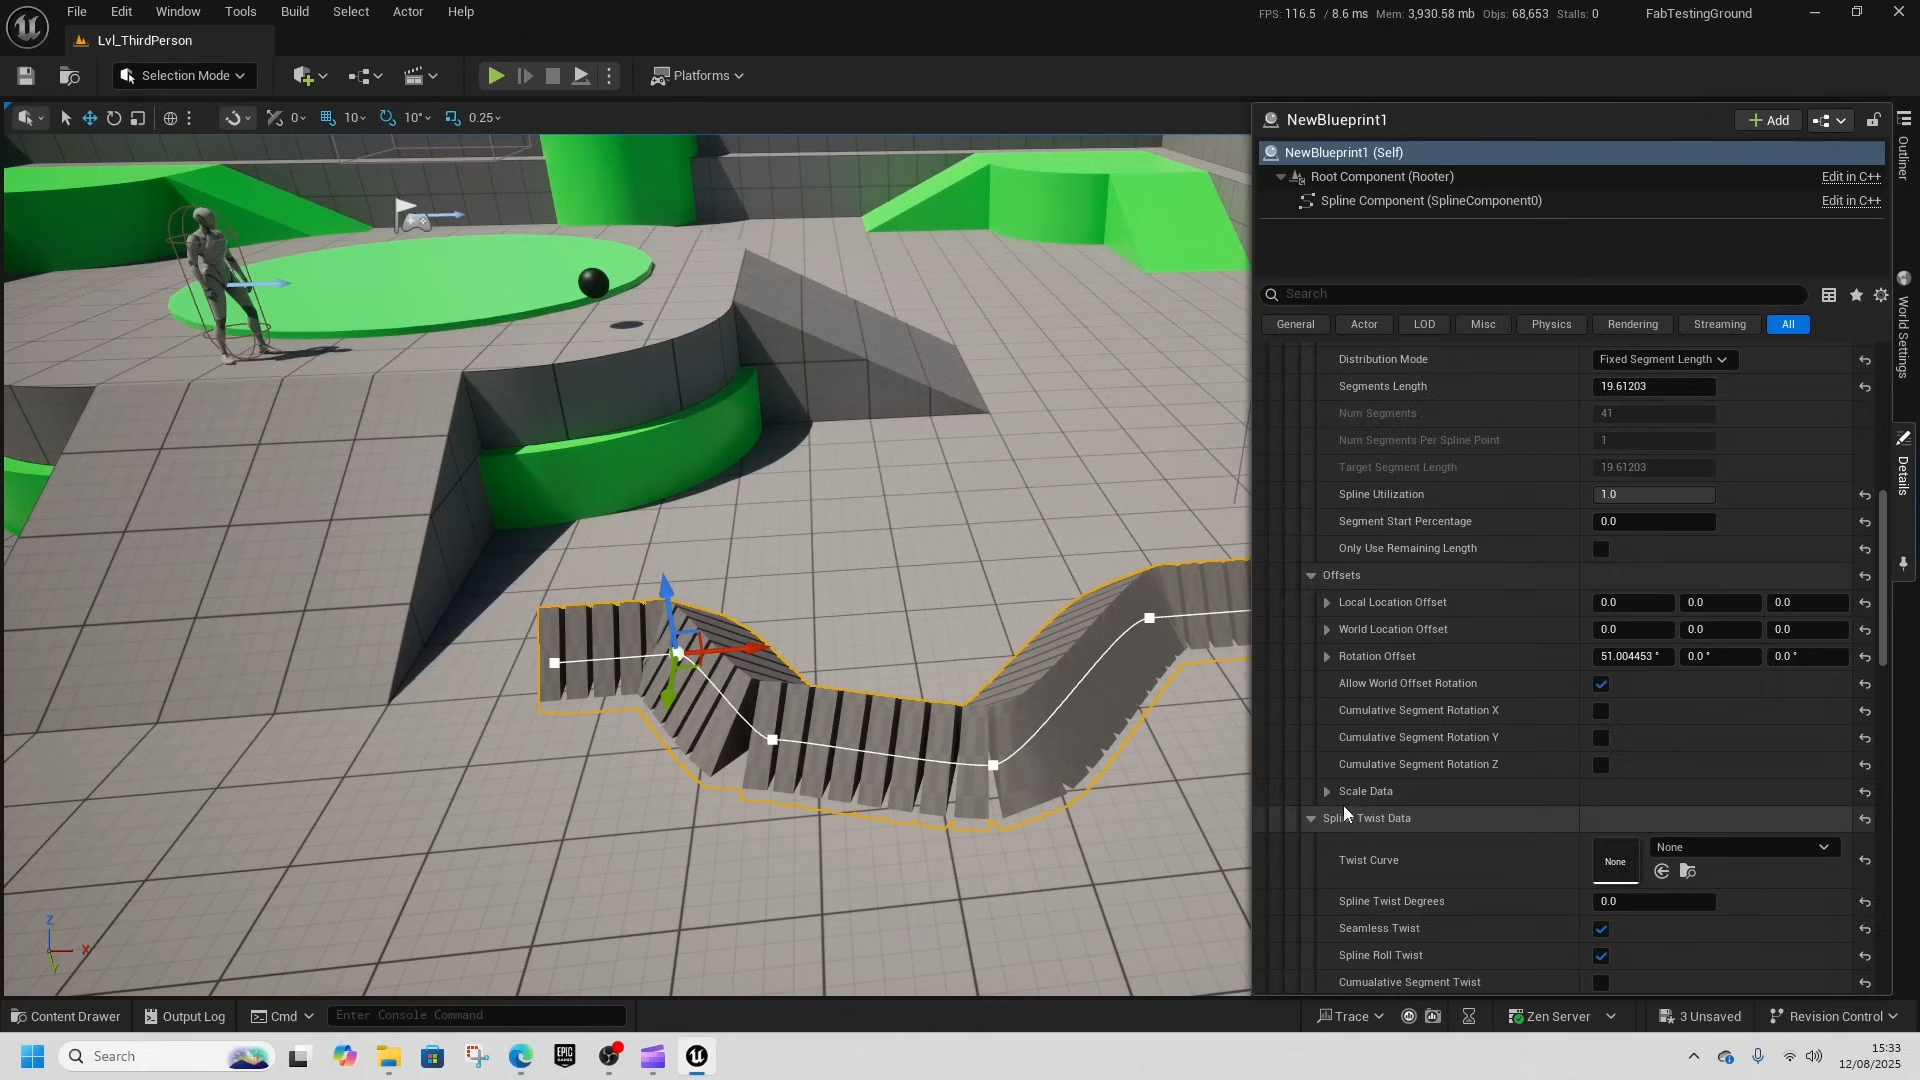 File Edit Window Tools Build Select Actor Help
FPS: 116.5 / 8.6 ms Mem: 3,930.58 mb Objs: 68,653 Stalls: 0 FabTestingGround
Lvl_ThirdPerson
Selection Mode Platforms
0 10 10° 0.25
NewBlueprint1 Add
NewBlueprint1 (Self)
Root Component (Rooter) Edit in C++
Spline Component (SplineComponent0) Edit in C++
Search
General Actor LOD Misc Physics Rendering Streaming All
Distribution Mode Fixed Segment Length
Segments Length 19.61203
Num Segments 41
Num Segments Per Spline Point 1
Target Segment Length 19.61203
Spline Utilization 1.0
Segment Start Percentage 0.0
Only Use Remaining Length
Offsets
Local Location Offset 0.0 0.0 0.0
World Location Offset 0.0 0.0 0.0
Rotation Offset 51.004453 ° 0.0 ° 0.0 °
Allow World Offset Rotation
Cumulative Segment Rotation X
Cumulative Segment Rotation Y
Cumulative Segment Rotation Z
Scale Data
Twist Data
Twist Curve None None
Spline Twist Degrees 0.0
Seamless Twist
Spline Roll Twist
Cumualative Segment Twist
Outliner
World Settings
Details
Z
X
Y
Content Drawer Output Log Cmd Enter Console Command Trace Zen Server 3 Unsaved Revision Control
Search
EPIC GAMES
15:33
12/08/2025